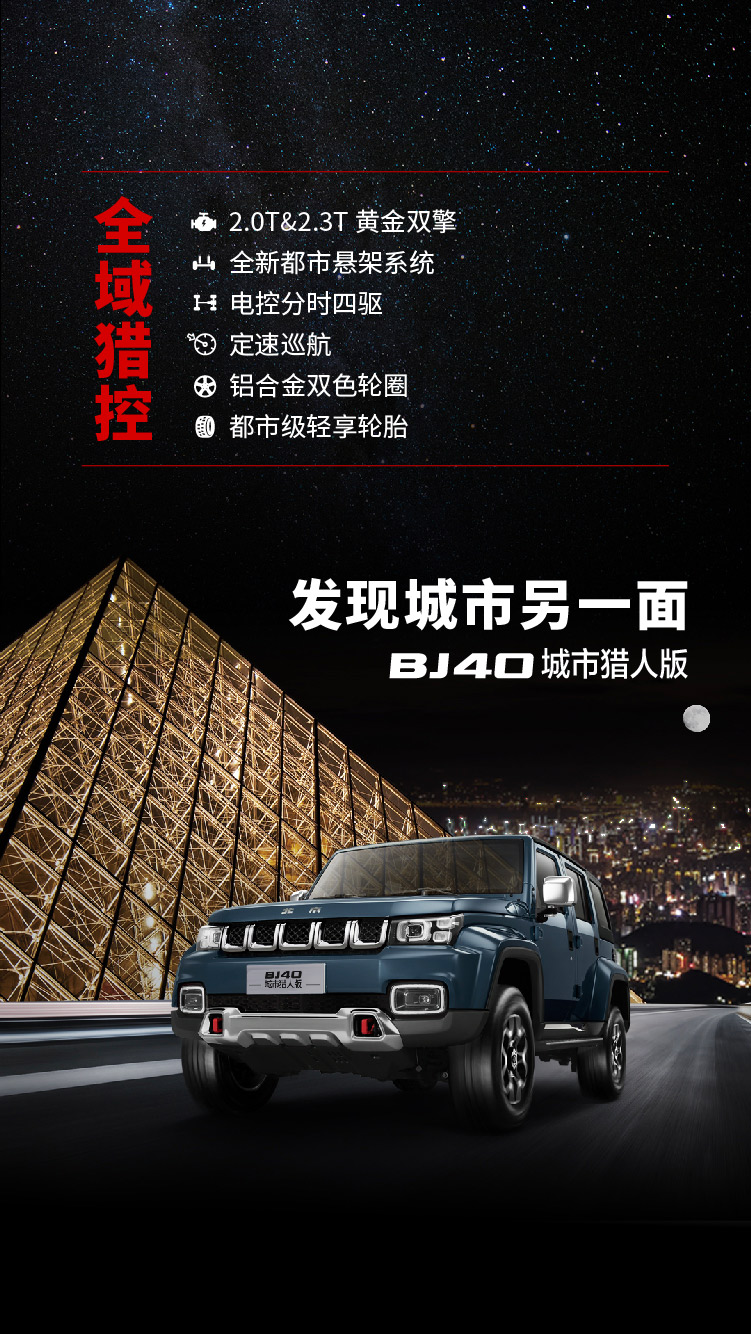 全域猎控
2.0T&2.3T 黄金双擎
全新都市悬架系统
电控分时四驱
定速巡航
铝合金双色轮圈
都市级轻享轮胎
发现城市另一面
BJ40 城市猎人版
北京
BJ40
城市猎人版